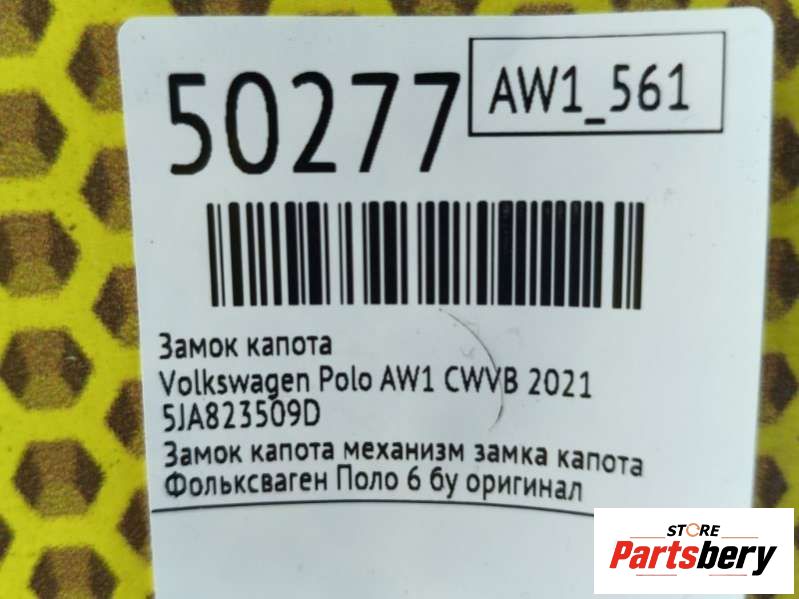 50277
AW1_561
Замок капота
Volkswagen Polo AW1 CWVB 2021
5JA823509D
Замок капота механизм замка капота
Фольксваген Поло 6 бу оригинал
STORE
Partsbery